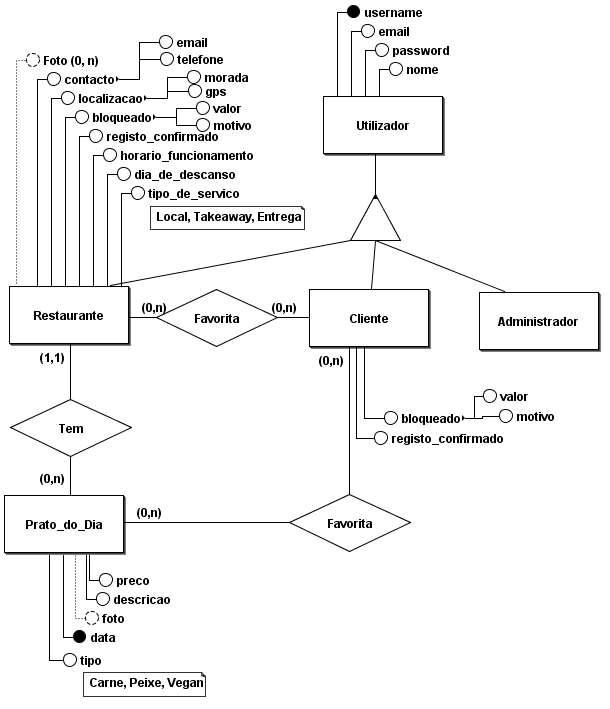 username
email
password
nome
Utilizador
Foto (0, n)
contacto
email
telefone
localizacao
morada
gps
bloqueado
valor
motivo
registo_confirmado
horario_funcionamento
dia_de_descanso
tipo_de_servico
Local, Takeaway, Entrega
Restaurante
(0,n)
Favorita
(0,n)
Cliente
Administrador
(1,1)
(0,n)
bloqueado
valor
motivo
registo_confirmado
Tem
(0,n)
Prato_do_Dia
(0,n)
Favorita
preco
descricao
foto
data
tipo
Carne, Peixe, Vegan